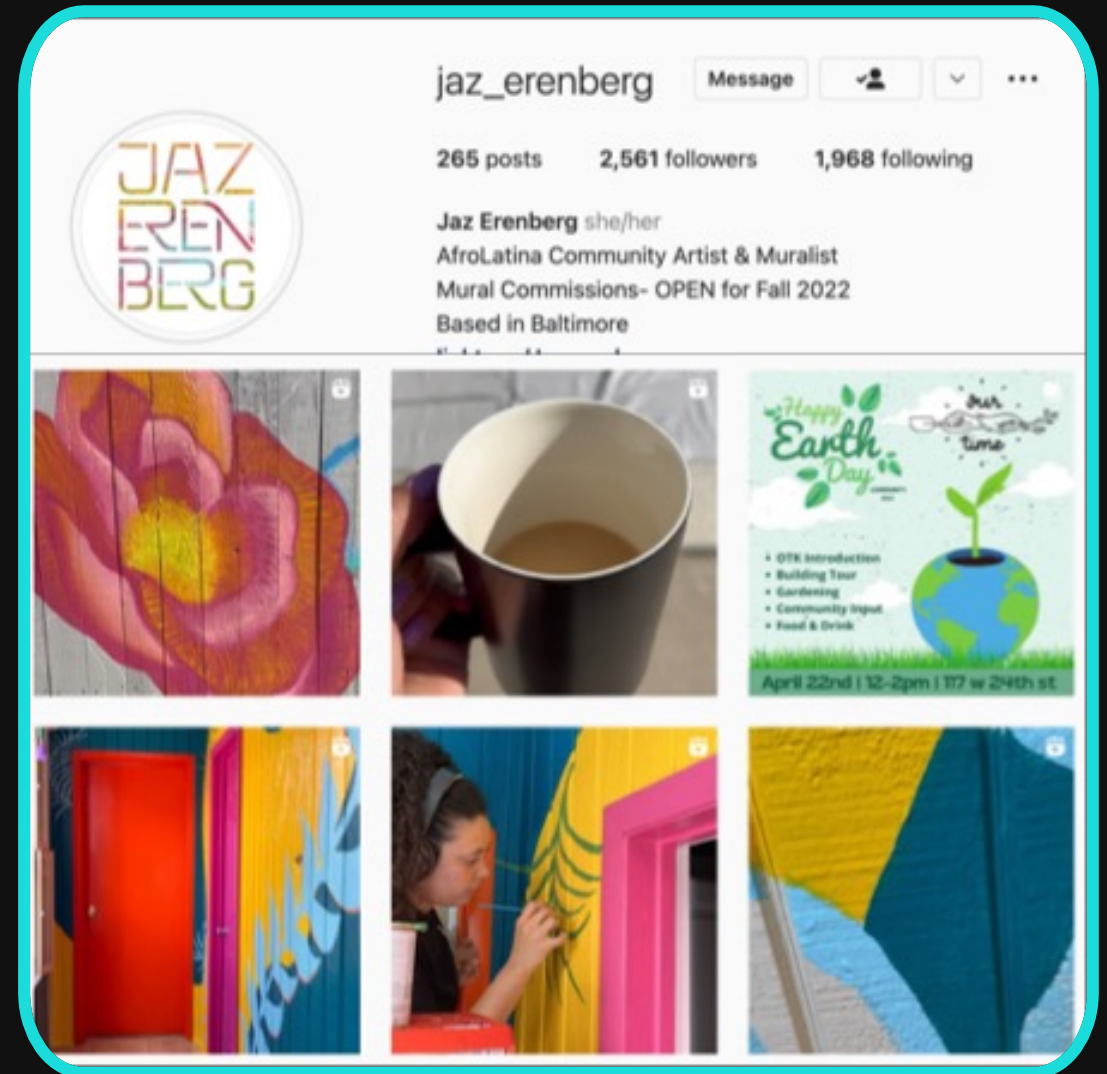 jaz_erenberg Message
265 posts 2,561 followers 1,968 following
JAZ
EREN
BERG
Jaz Erenberg she/her
AfroLatina Community Artist & Muralist
Mural Commissions- OPEN for Fall 2022
Based in Baltimore
Happy
Earth
Day
our
time
• OTK Introduction
• Building Tour
• Gardening
• Community Input
• Food & Drink
April 22nd | 12-2pm | 117 w 24th st